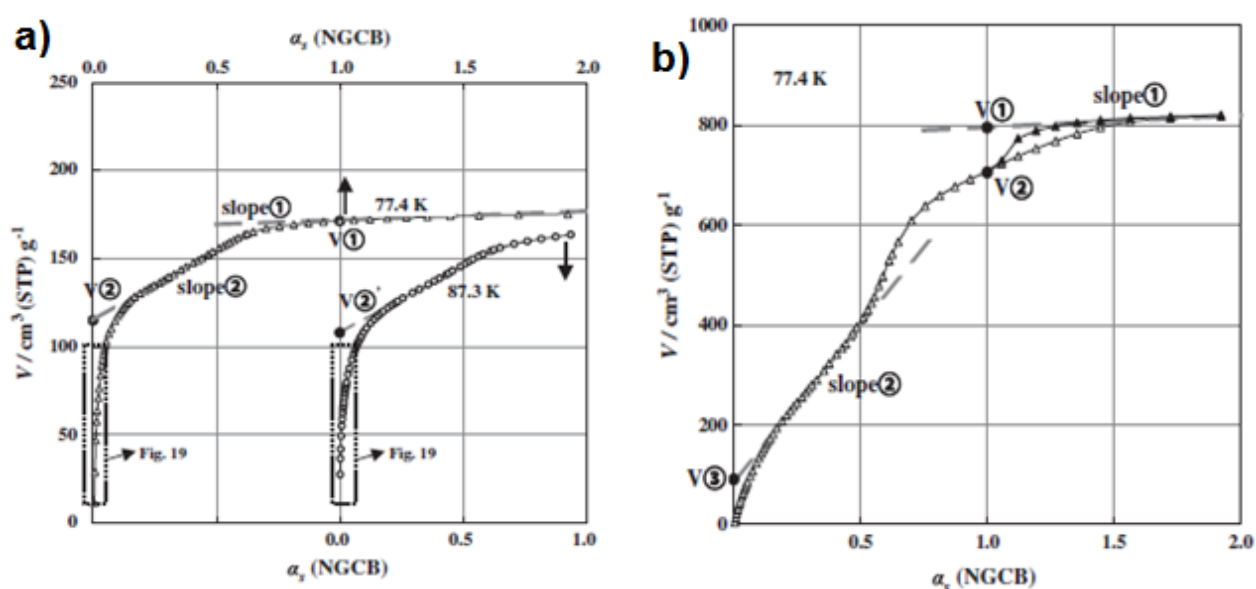 a)
αs (NGCB)
0.0 0.5 1.0 1.5 2.0
250
200
150
100
50
0
V / cm³ (STP) g⁻¹
slope①
77.4 K
V①
V②
slope②
V②'
87.3 K
Fig. 19
Fig. 19
0.0 0.5 1.0
αs (NGCB)
b)
1000
800
600
400
200
0
V / cm³ (STP) g⁻¹
77.4 K
slope①
V①
V②
slope②
V③
0.5 1.0 1.5 2.0
αs (NGCB)